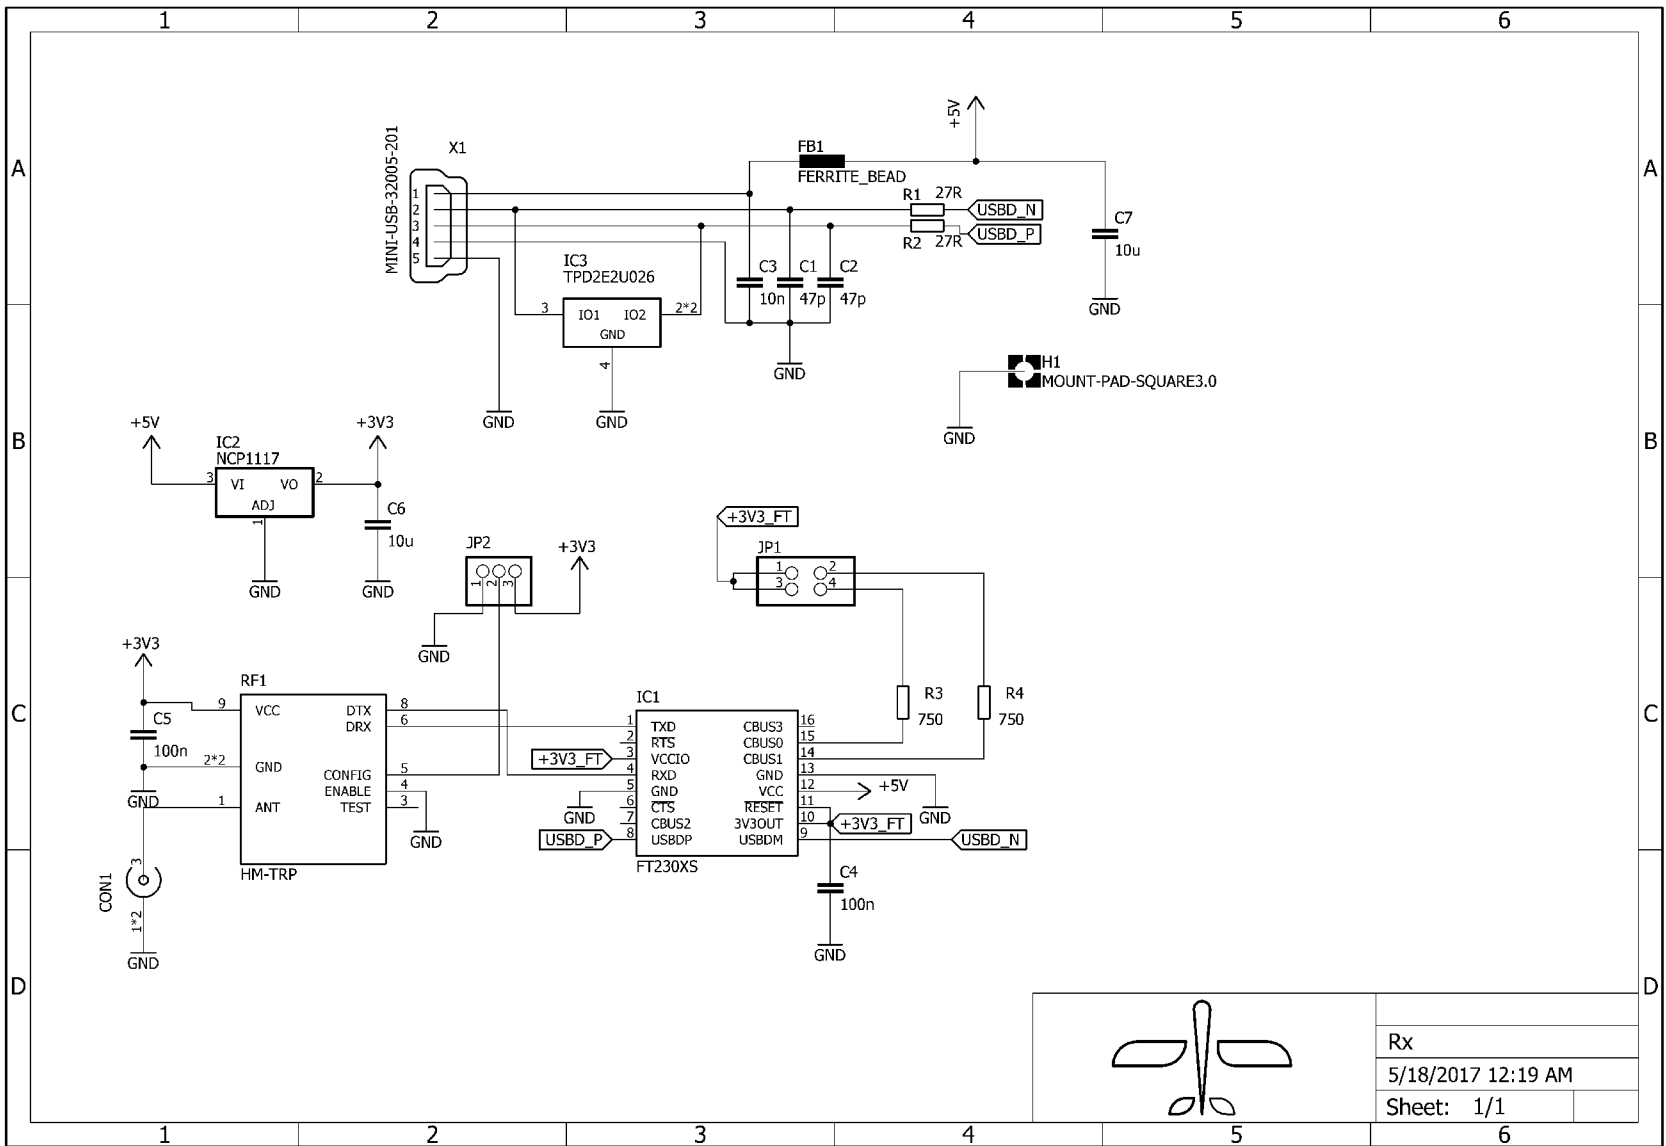 1 2 3 4 5 6
A A
+5V
MINI-USB-32005-201
X1
1
2
3
4
5
FB1
FERRITE_BEAD
R1 27R
USBD_N
R2 27R
USBD_P
C7
10u
GND
IC3
TPD2E2U026
3 IO1 IO2 2*2
GND
4
GND
GND
C3 C1 C2
10n 47p 47p
GND
H1
MOUNT-PAD-SQUARE3.0
GND
B B
+5V +3V3
IC2
NCP1117
3 VI VO 2
ADJ
1
C6
10u
GND GND
JP2
1 2 3
+3V3
GND
+3V3_FT
JP1
1 2
3 4
C C
+3V3
RF1
9 VCC DTX 8
DRX 6
C5
100n
2*2 GND
CONFIG 5
ENABLE 4
1 ANT TEST 3
GND
GND
HM-TRP
CON1
3
1*2
GND
R3 R4
750 750
IC1
1 TXD CBUS3 16
2 RTS CBUS0 15
+3V3_FT 3 VCCIO CBUS1 14
4 RXD GND 13
5 GND VCC 12 +5V
6 CTS RESET 11
7 CBUS2 3V3OUT 10 +3V3_FT
USBD_P 8 USBDP USBDM 9 USBD_N
GND GND
FT230XS
C4
100n
GND
D D
Rx
5/18/2017 12:19 AM
Sheet: 1/1
1 2 3 4 5 6